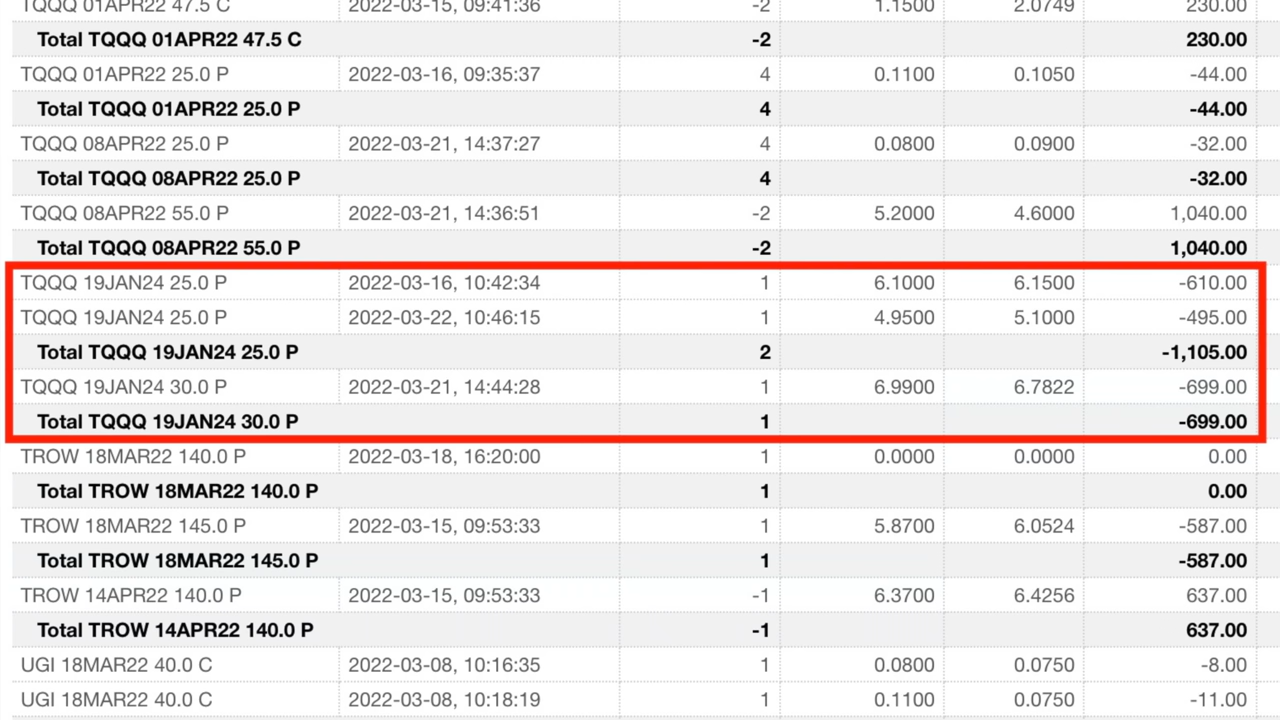 TQQQ 01APR22 47.5 C 2022-03-15, 09:41:36 -2 1.1500 2.0749 230.00
Total TQQQ 01APR22 47.5 C -2 230.00
TQQQ 01APR22 25.0 P 2022-03-16, 09:35:37 4 0.1100 0.1050 -44.00
Total TQQQ 01APR22 25.0 P 4 -44.00
TQQQ 08APR22 25.0 P 2022-03-21, 14:37:27 4 0.0800 0.0900 -32.00
Total TQQQ 08APR22 25.0 P 4 -32.00
TQQQ 08APR22 55.0 P 2022-03-21, 14:36:51 -2 5.2000 4.6000 1,040.00
Total TQQQ 08APR22 55.0 P -2 1,040.00
TQQQ 19JAN24 25.0 P 2022-03-16, 10:42:34 1 6.1000 6.1500 -610.00
TQQQ 19JAN24 25.0 P 2022-03-22, 10:46:15 1 4.9500 5.1000 -495.00
Total TQQQ 19JAN24 25.0 P 2 -1,105.00
TQQQ 19JAN24 30.0 P 2022-03-21, 14:44:28 1 6.9900 6.7822 -699.00
Total TQQQ 19JAN24 30.0 P 1 -699.00
TROW 18MAR22 140.0 P 2022-03-18, 16:20:00 1 0.0000 0.0000 0.00
Total TROW 18MAR22 140.0 P 1 0.00
TROW 18MAR22 145.0 P 2022-03-15, 09:53:33 1 5.8700 6.0524 -587.00
Total TROW 18MAR22 145.0 P 1 -587.00
TROW 14APR22 140.0 P 2022-03-15, 09:53:33 -1 6.3700 6.4256 637.00
Total TROW 14APR22 140.0 P -1 637.00
UGI 18MAR22 40.0 C 2022-03-08, 10:16:35 1 0.0800 0.0750 -8.00
UGI 18MAR22 40.0 C 2022-03-08, 10:18:19 1 0.1100 0.0750 -11.00